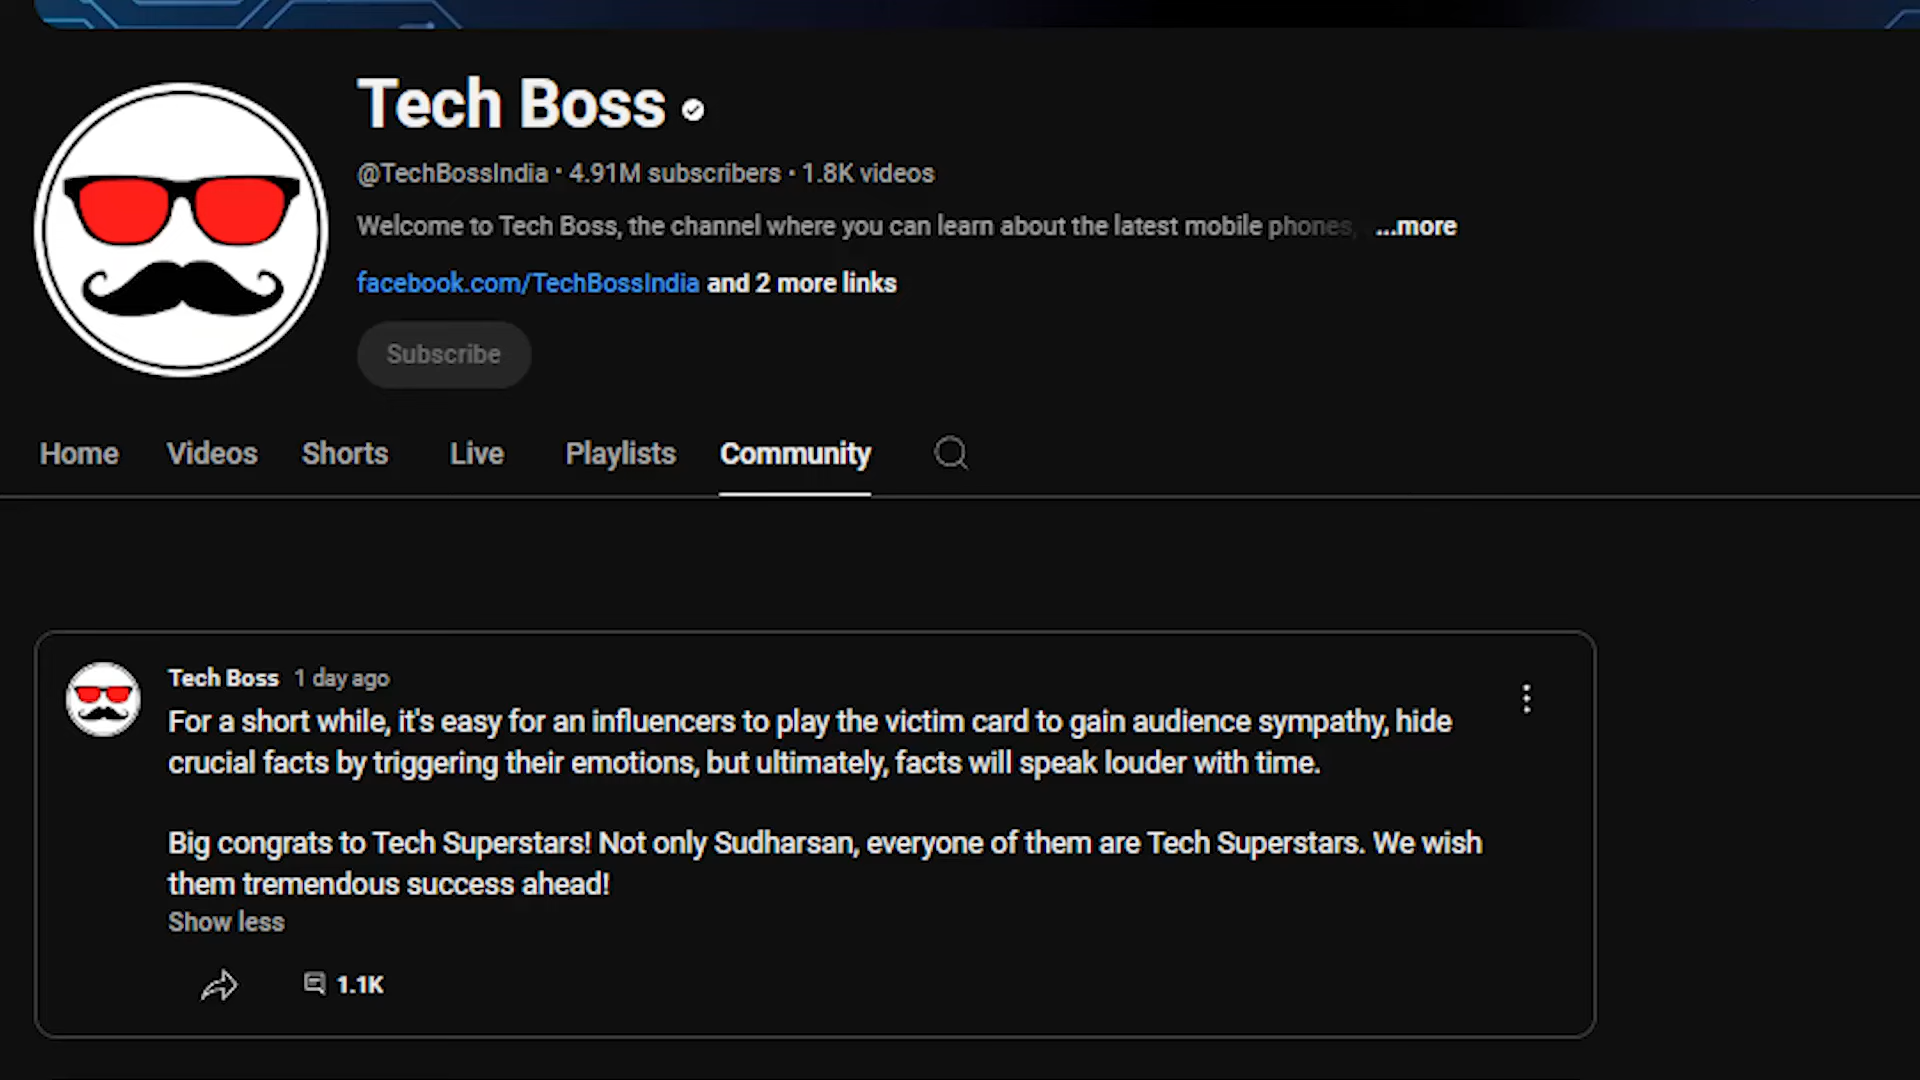 Tech Boss
@TechBossIndia • 4.91M subscribers • 1.8K videos
Welcome to Tech Boss, the channel where you can learn about the latest mobile phones, ...more
facebook.com/TechBossIndia and 2 more links
Subscribe
Home Videos Shorts Live Playlists Community
Tech Boss 1 day ago
For a short while, it's easy for an influencers to play the victim card to gain audience sympathy, hide
crucial facts by triggering their emotions, but ultimately, facts will speak louder with time.
Big congrats to Tech Superstars! Not only Sudharsan, everyone of them are Tech Superstars. We wish
them tremendous success ahead!
Show less
1.1K